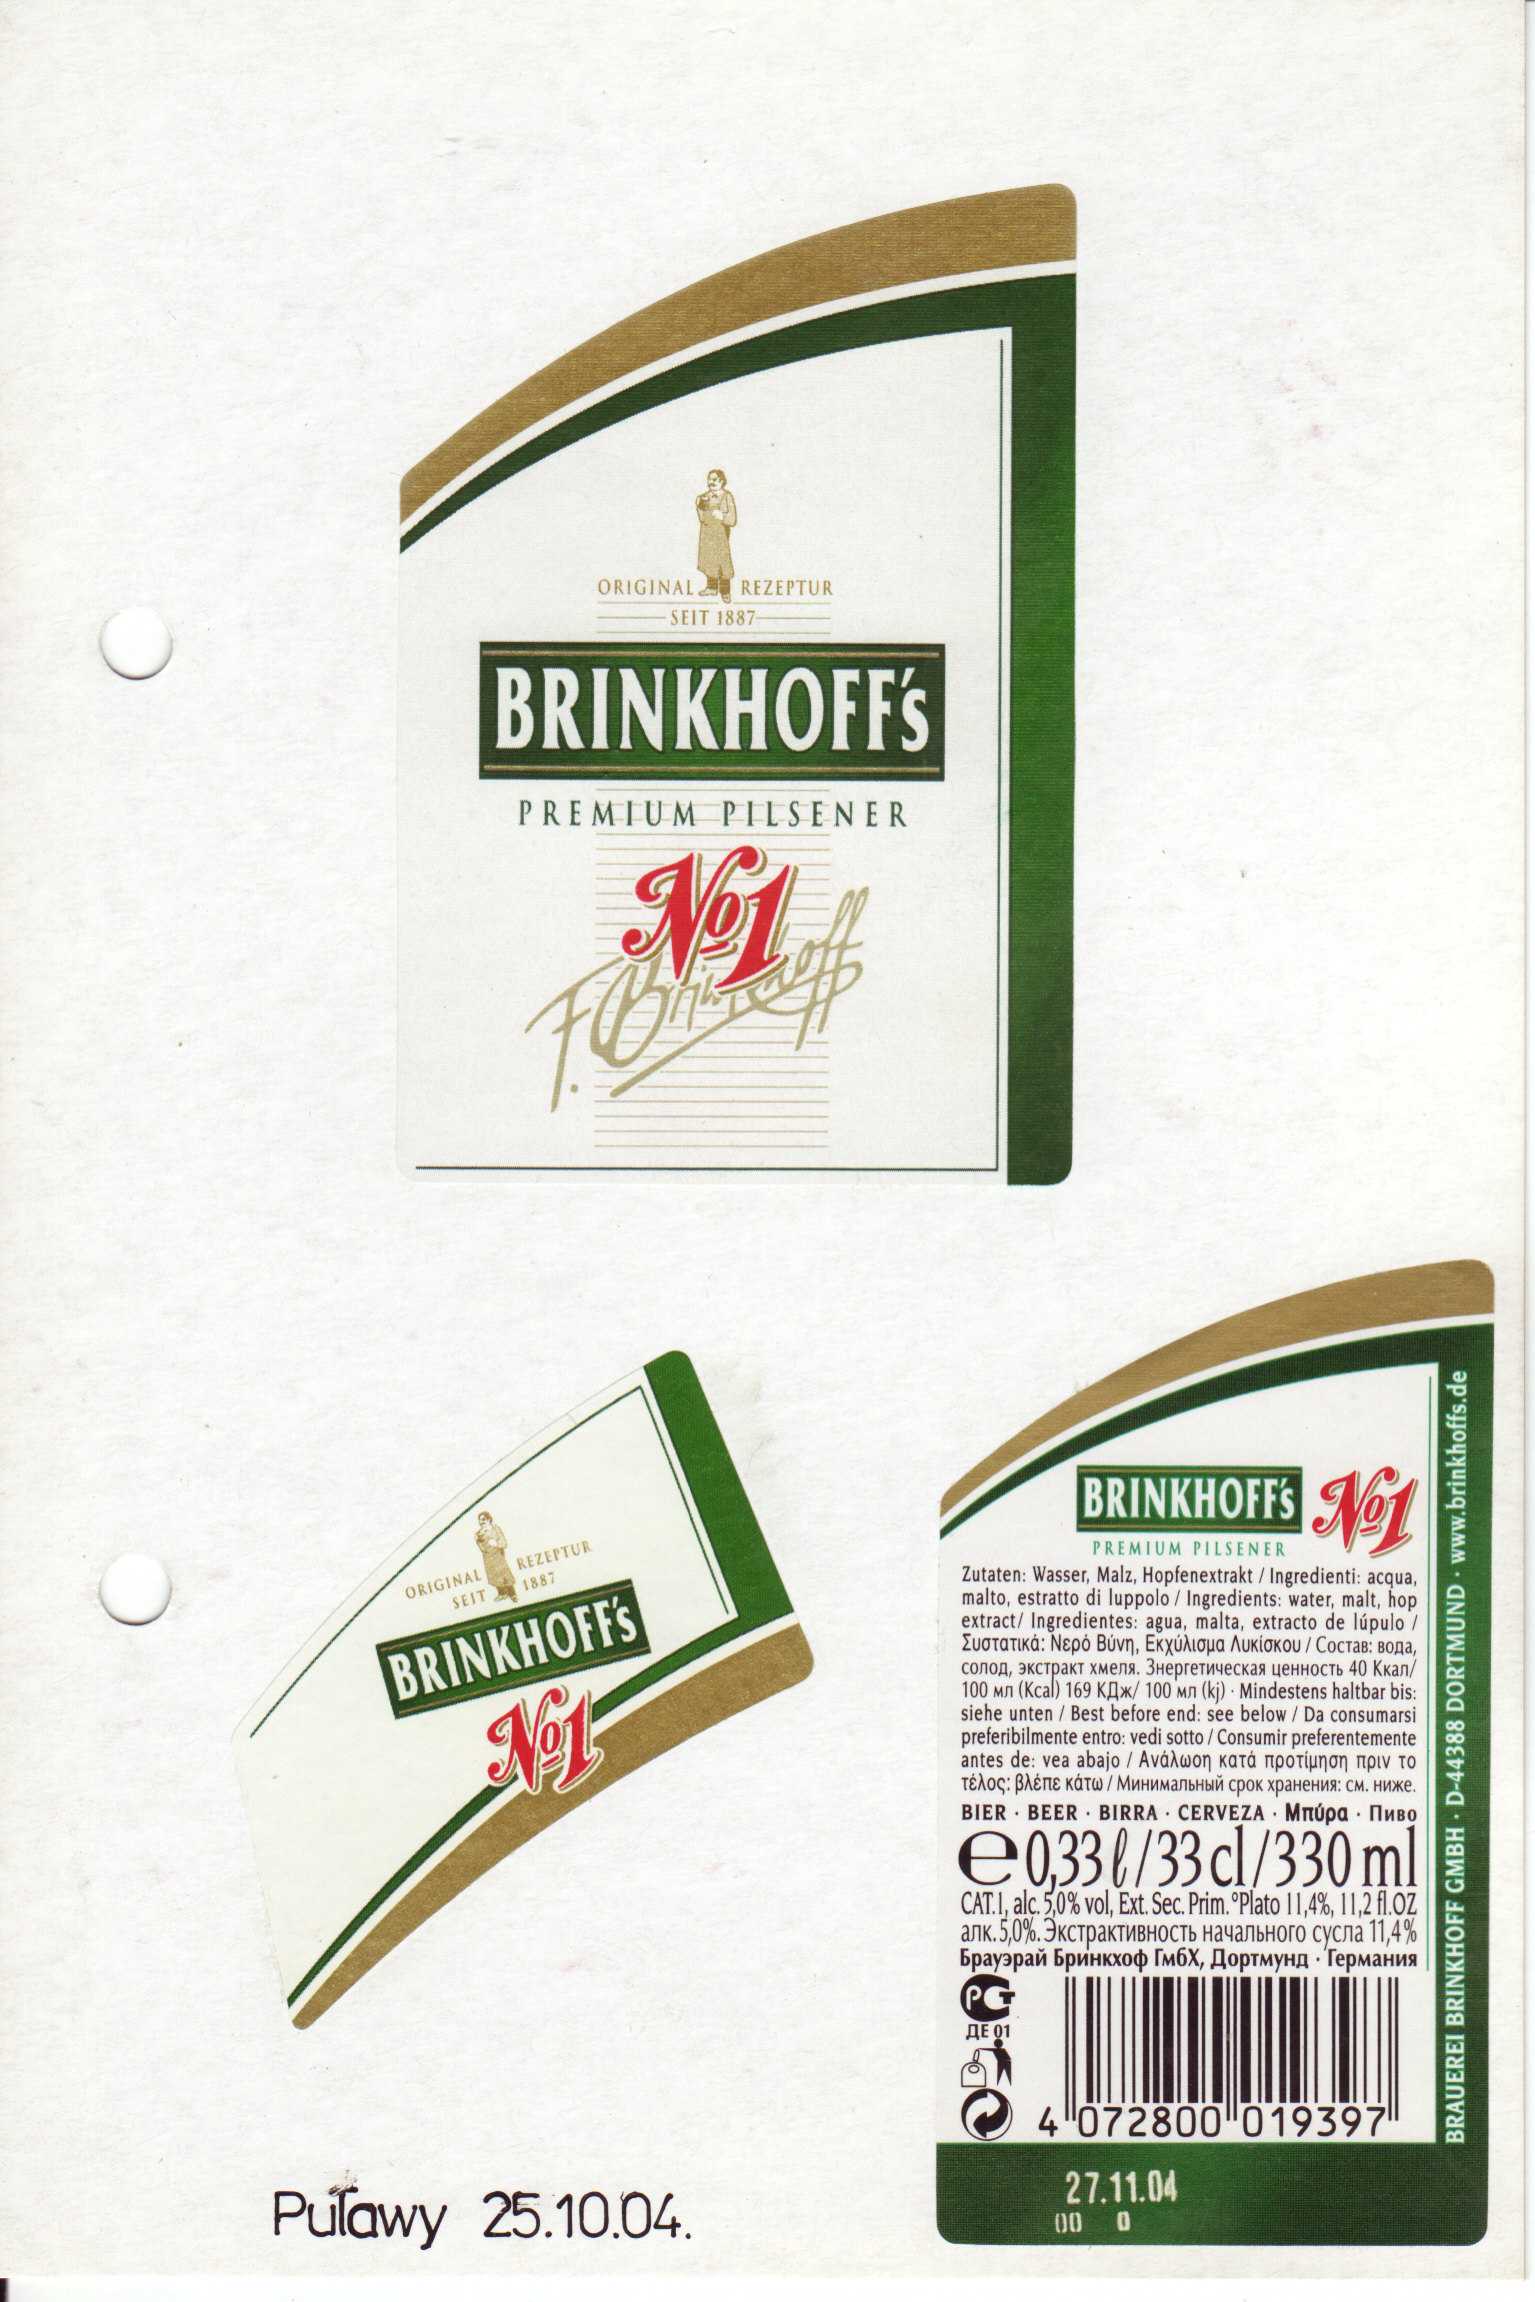 ORIGINAL REZEPTUR
SEIT 1887
BRINKHOFF's
PREMIUM PILSENER
No1
F. Brinkhoff
ORIGINAL REZEPTUR
SEIT 1887
BRINKHOFF's
No1
BRINKHOFF's No1
PREMIUM PILSENER
Zutaten: Wasser, Malz, Hopfenextrakt / Ingredienti: acqua,
malto, estratto di luppolo / Ingredients: water, malt, hop
extract/ Ingredientes: agua, malta, extracto de lúpulo /
Συστατικά: Νερό Βύνη, Εκχύλισμα Λυκίσκου / Состав: вода,
солод, экстракт хмеля. Знергетическая ценность 40 Ккал/
100 мл (Kcal) 169 КДж/ 100 мл (kj) · Mindestens haltbar bis:
siehe unten / Best before end: see below / Da consumarsi
preferibilmente entro: vedi sotto / Consumir preferentemente
antes de: vea abajo / Ανάλωοη κατά προτίμηση πριν το
τέλος: βλέπε κάτω / Минимальный срок хранения: см. ниже.
BIER · BEER · BIRRA · CERVEZA · Μπύρα · Пиво
e 0,33 ℓ / 33 cl / 330 ml
CAT.I, alc. 5,0% vol, Ext. Sec. Prim. °Plato 11,4%, 11,2 fl.OZ
алк. 5,0%. Экстрактивность начального сусла 11,4%
Брауэрай Бринкхоф ГмбХ, Дортмунд · Германия
РСТ
ДЕ 01
4 072800 019397
BRAUEREI BRINKHOFF GMBH · D-44388 DORTMUND · www.brinkhoffs.de
27.11.04
00 0
Puławy 25.10.04.